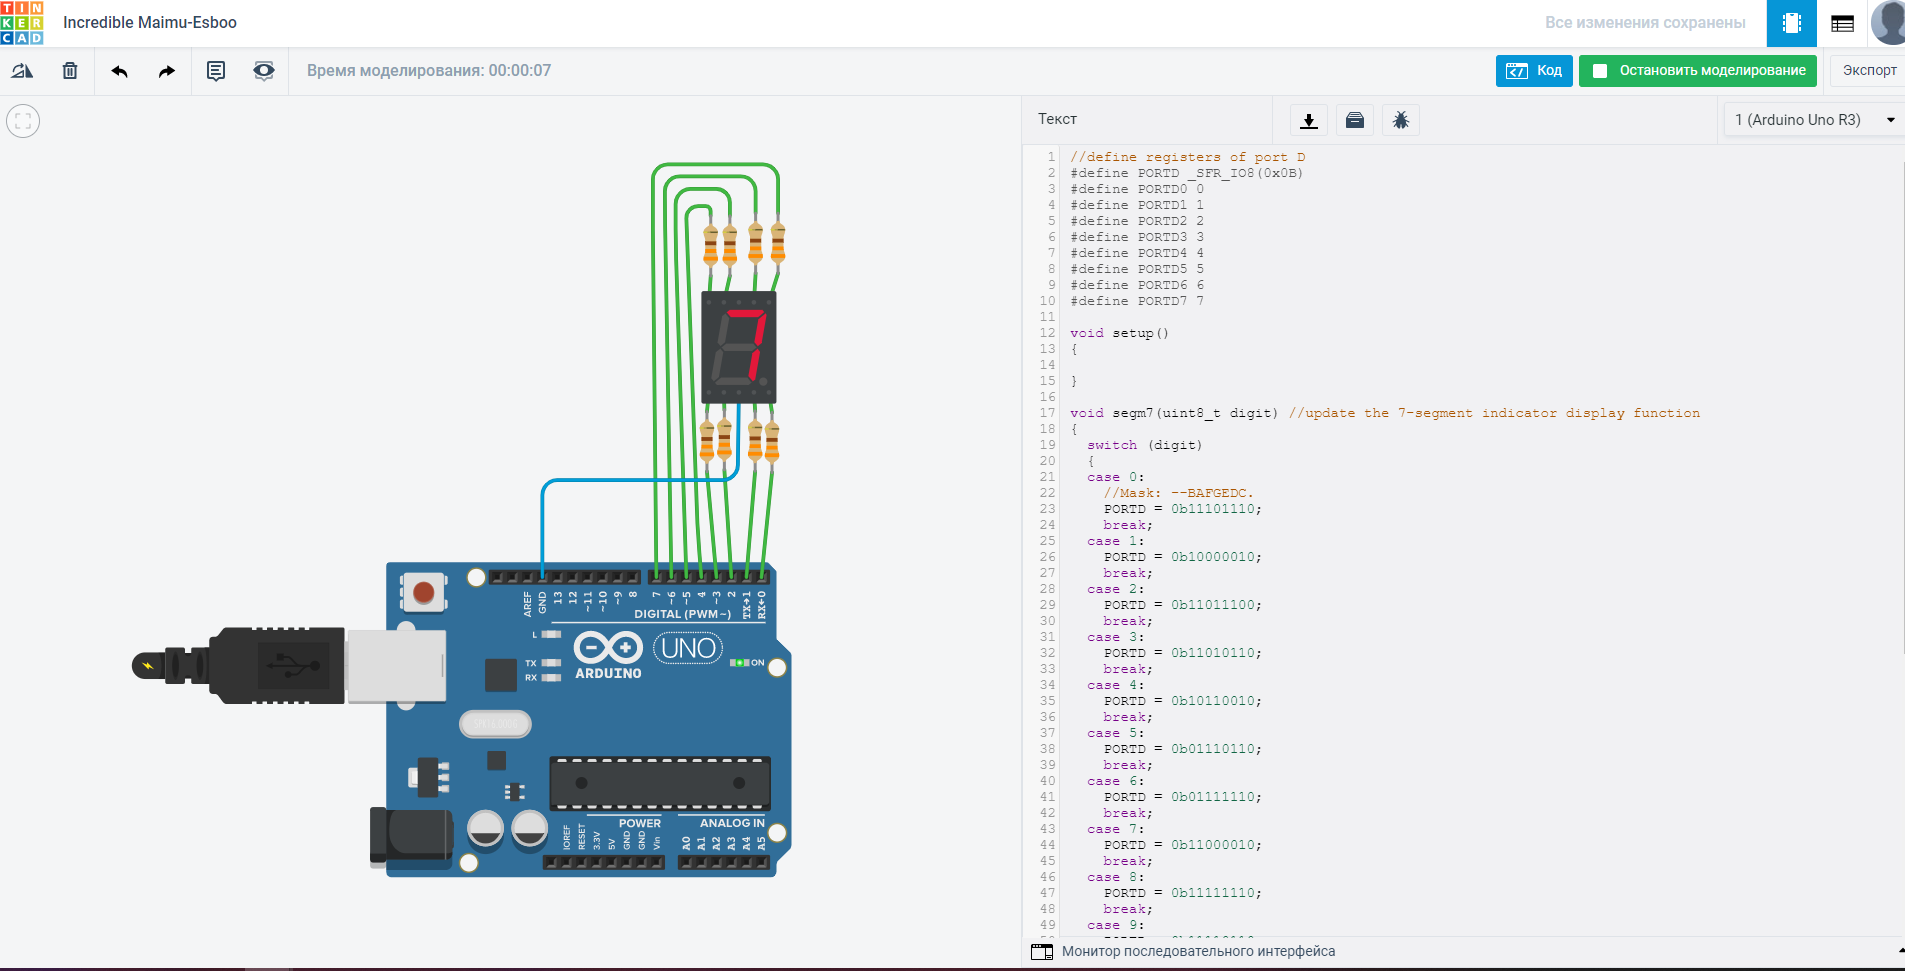 TIN
KER
CAD
Incredible Maimu-Esboo
Все изменения сохранены
Время моделирования: 00:00:07
Код
Остановить моделирование
Экспорт
Текст
1 (Arduino Uno R3)
1 //define registers of port D
2 #define PORTD _SFR_IO8(0x0B)
3 #define PORTD0 0
4 #define PORTD1 1
5 #define PORTD2 2
6 #define PORTD3 3
7 #define PORTD4 4
8 #define PORTD5 5
9 #define PORTD6 6
10 #define PORTD7 7
11
12 void setup()
13 {
14
15 }
16
17 void segm7(uint8_t digit) //update the 7-segment indicator display function
18 {
19 switch (digit)
20 {
21 case 0:
22 //Mask: --BAFGEDC.
23 PORTD = 0b11101110;
24 break;
25 case 1:
26 PORTD = 0b10000010;
27 break;
28 case 2:
29 PORTD = 0b11011100;
30 break;
31 case 3:
32 PORTD = 0b11010110;
33 break;
34 case 4:
35 PORTD = 0b10110010;
36 break;
37 case 5:
38 PORTD = 0b01110110;
39 break;
40 case 6:
41 PORTD = 0b01111110;
42 break;
43 case 7:
44 PORTD = 0b11000010;
45 break;
46 case 8:
47 PORTD = 0b11111110;
48 break;
49 case 9:
Монитор последовательного интерфейса
7
AREF
GND
13
12
~11
~10
~9
8
7
~6
~5
4
~3
2
TX→1
RX←0
DIGITAL (PWM~)
L
TX
RX
UNO
ARDUINO
ON
POWER
ANALOG IN
IOREF
RESET
3.3V
5V
GND
GND
Vin
A0
A1
A2
A3
A4
A5